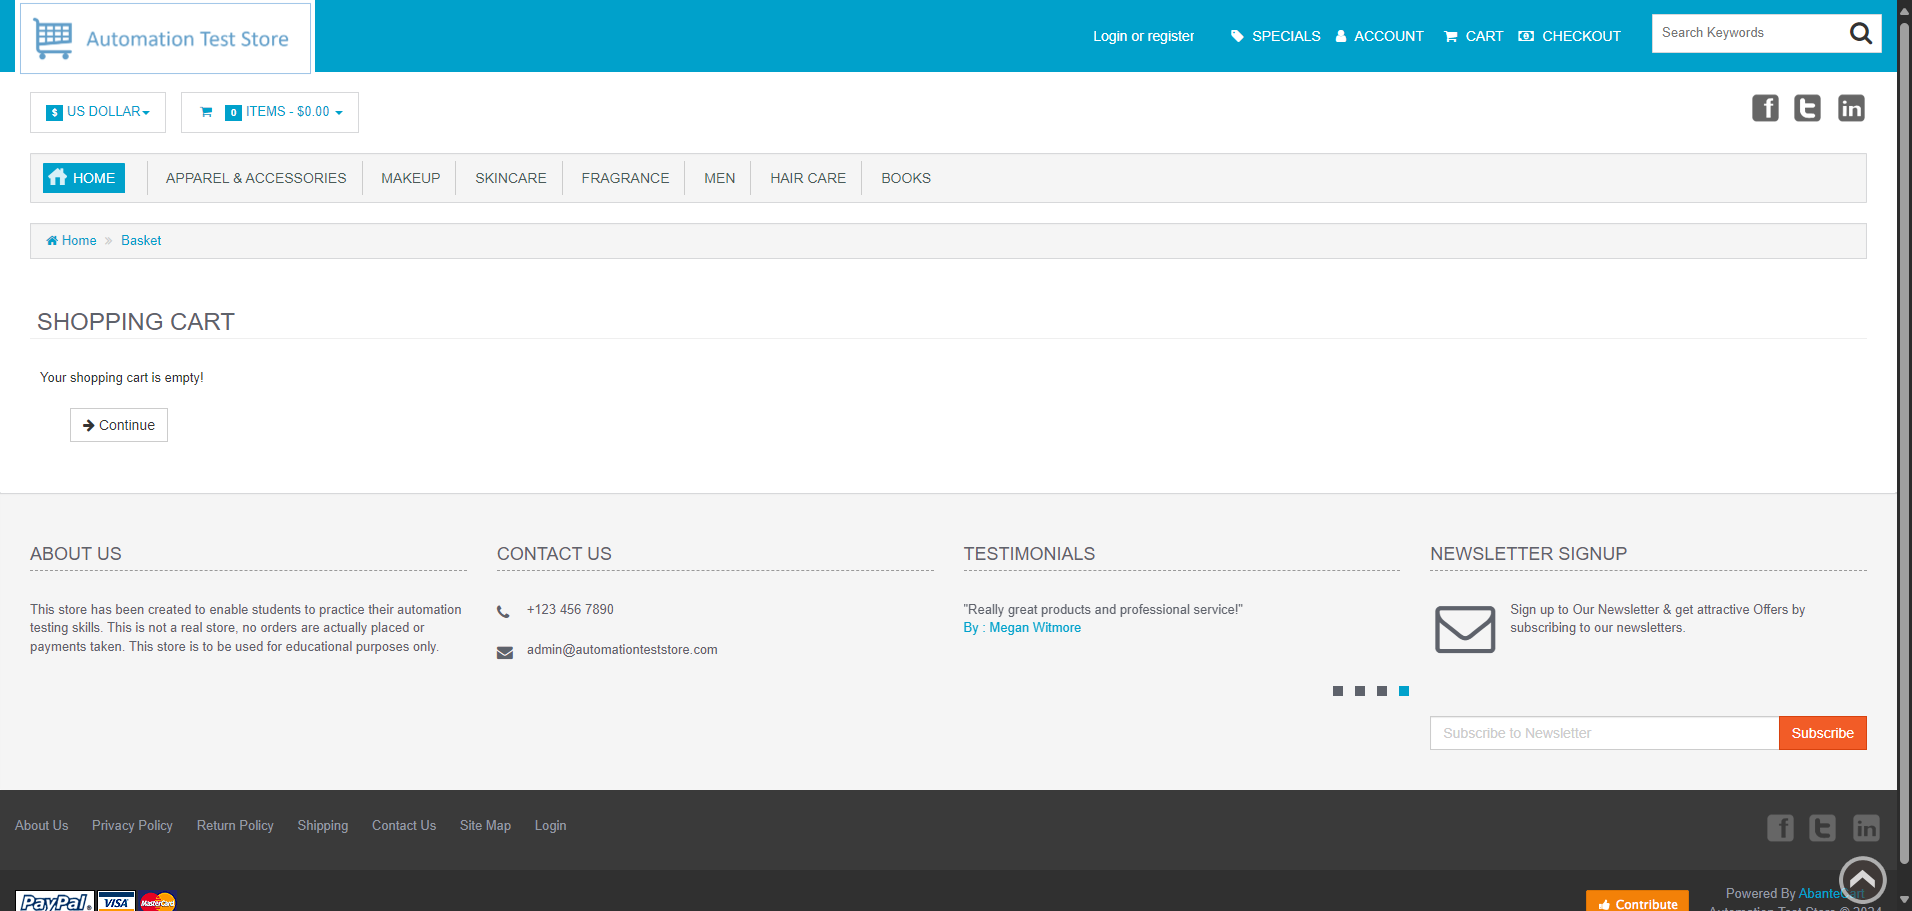 Automation Test Store
Login or register
SPECIALS
ACCOUNT
CART
CHECKOUT
Search Keywords
$ US DOLLAR
0 ITEMS - $0.00
HOME
APPAREL & ACCESSORIES
MAKEUP
SKINCARE
FRAGRANCE
MEN
HAIR CARE
BOOKS
Home » Basket
SHOPPING CART
Your shopping cart is empty!
Continue
ABOUT US
This store has been created to enable students to practice their automation
testing skills. This is not a real store, no orders are actually placed or
payments taken. This store is to be used for educational purposes only.
CONTACT US
+123 456 7890
admin@automationteststore.com
TESTIMONIALS
"Really great products and professional service!"
By : Megan Witmore
NEWSLETTER SIGNUP
Sign up to Our Newsletter & get attractive Offers by
subscribing to our newsletters.
Subscribe to Newsletter
Subscribe
About Us
Privacy Policy
Return Policy
Shipping
Contact Us
Site Map
Login
PayPal
VISA
MasterCard
Contribute
Powered By AbanteCart
Automation Test Store © 2024